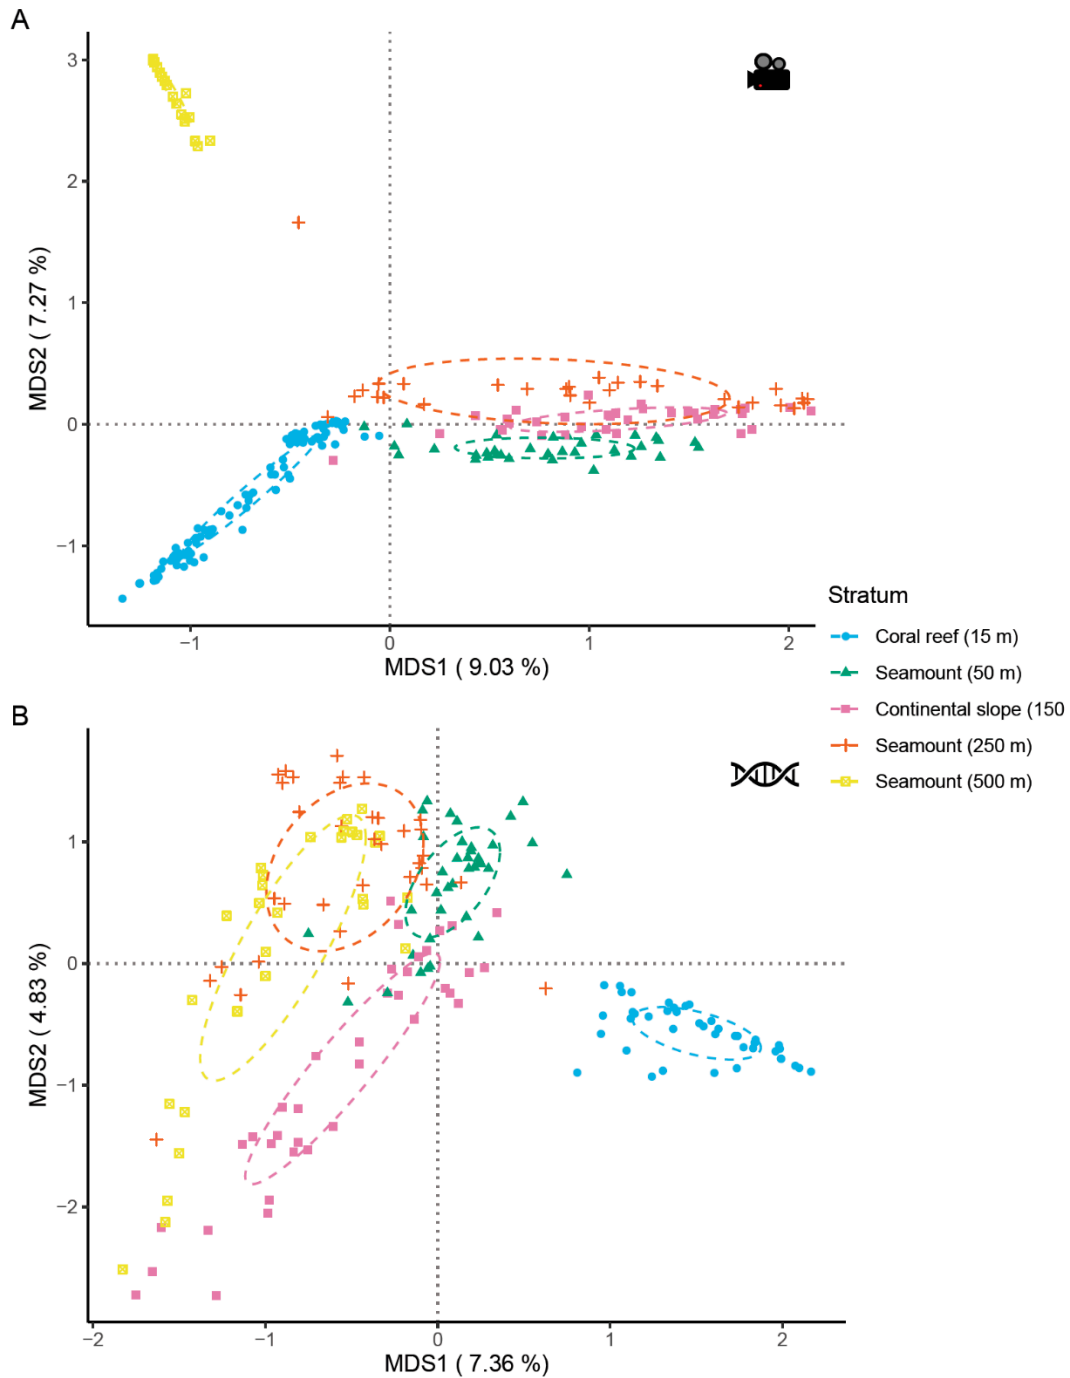 A
3
2
1
0
−1
MDS2 ( 7.27 %)
−1
0
1
2
MDS1 ( 9.03 %)
Stratum
Coral reef (15 m)
Seamount (50 m)
Continental slope (150
Seamount (250 m)
Seamount (500 m)
B
1
0
−1
−2
MDS2 ( 4.83 %)
−2
−1
0
1
2
MDS1 ( 7.36 %)